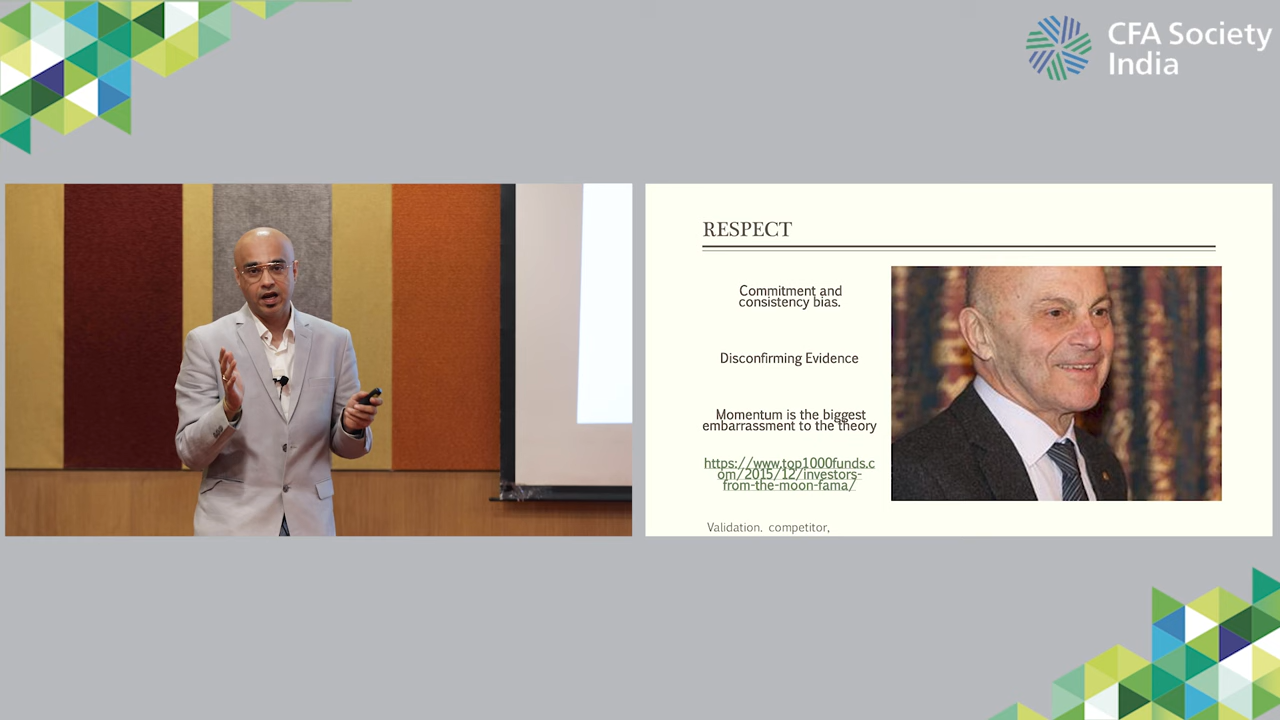 CFA Society
India
RESPECT
Commitment and
consistency bias.
Disconfirming Evidence
Momentum is the biggest
embarrassment to the theory
https://www.top1000funds.c
om/2015/12/investors-
from-the-moon-fama/
Validation, competitor,